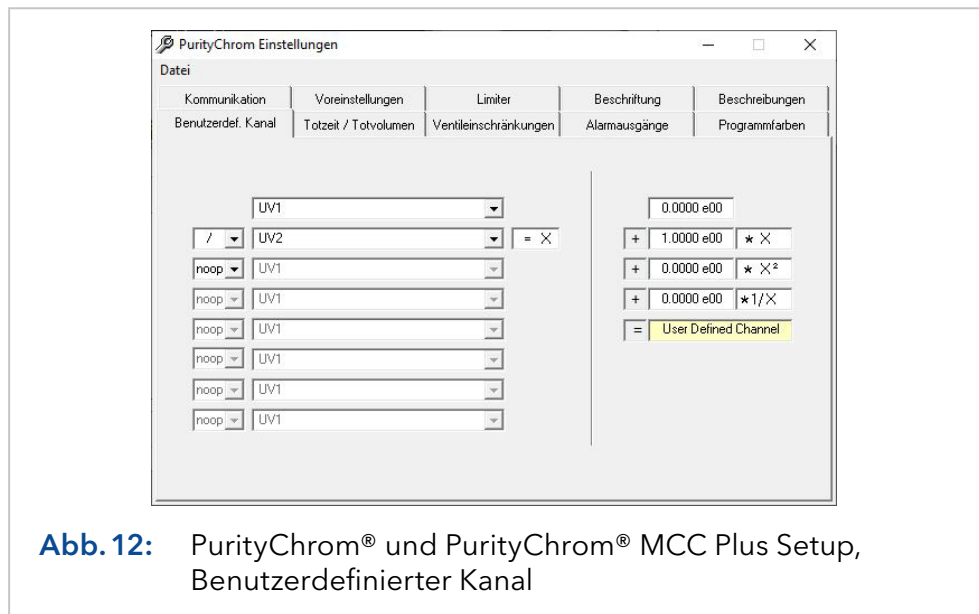 PurityChrom Einstellungen
Datei
Kommunikation Voreinstellungen Limiter Beschriftung Beschreibungen
Benutzerdef. Kanal Totzeit / Totvolumen Ventileinschränkungen Alarmausgänge Programmfarben
UV1 0.0000 e00
/ UV2 = X + 1.0000 e00 * X
noop UV1 + 0.0000 e00 * X²
noop UV1 + 0.0000 e00 *1/X
noop UV1 = User Defined Channel
noop UV1
noop UV1
noop UV1
Abb. 12: PurityChrom® und PurityChrom® MCC Plus Setup,
Benutzerdefinierter Kanal